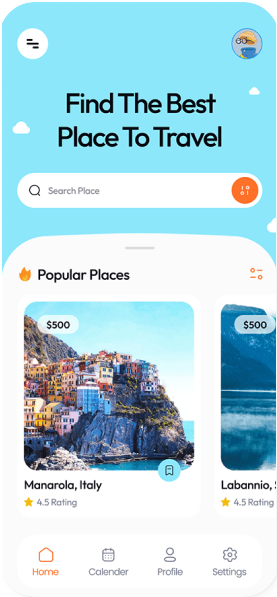 Find The Best
Place To Travel
Search Place
Popular Places
$500
$500
Manarola, Italy
Labannio,
4.5 Rating
4.5 Rating
Home
Calender
Profile
Settings